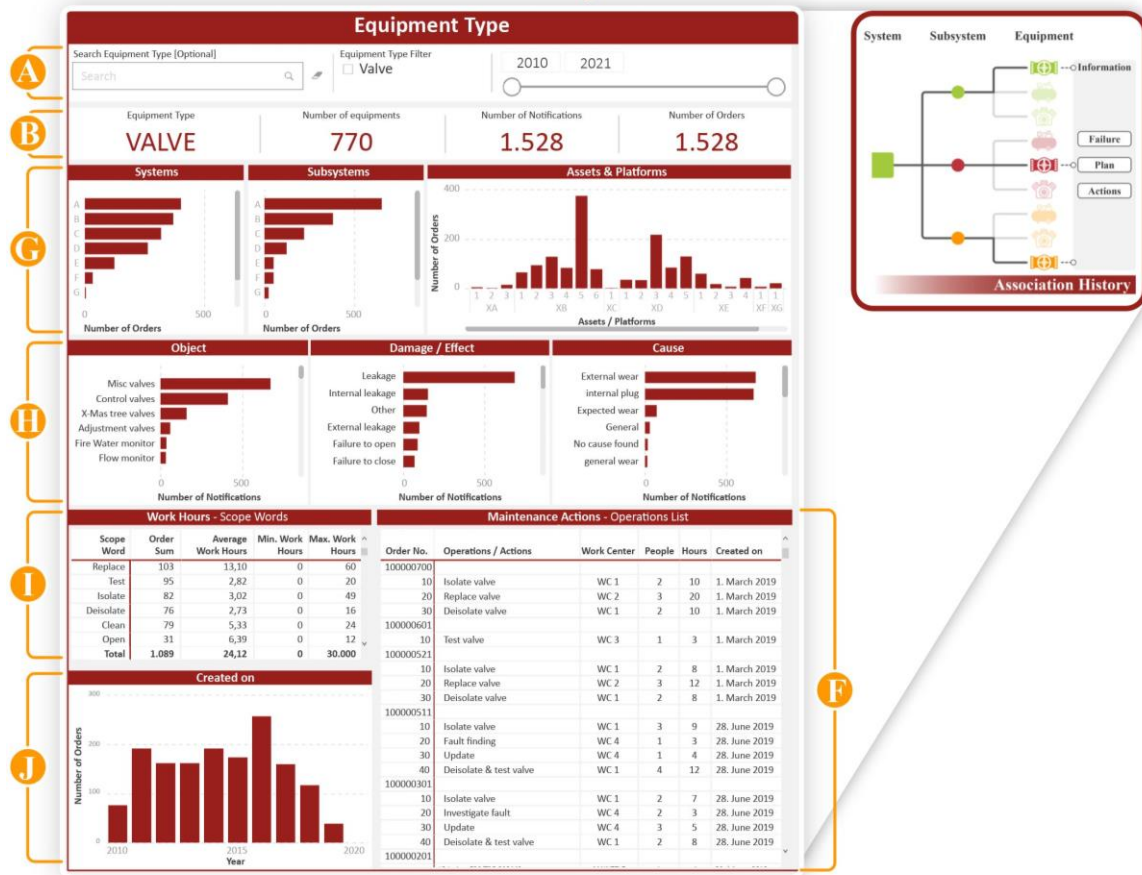 Equipment Type
A
Search Equipment Type [Optional]
Search
Equipment Type Filter
Valve
2010 2021
B
Equipment Type
VALVE
Number of equipments
770
Number of Notifications
1.528
Number of Orders
1.528
G
Systems
A
B
C
D
E
F
G
0 500
Number of Orders
Subsystems
A
B
C
D
E
F
G
0 500
Number of Orders
Assets & Platforms
Number of Orders
400
200
0
1 2 3 1 2 3 4 5 6 1 2 3 4 5 1 2 3 4 1 1
XA XB XC XD XE XF XG
Assets / Platforms
H
Object
Misc valves
Control valves
X-Mas tree valves
Adjustment valves
Fire Water monitor
Flow monitor
0 500
Number of Notifications
Damage / Effect
Leakage
Internal leakage
Other
External leakage
Failure to open
Failure to close
0 500
Number of Notifications
Cause
External wear
internal plug
Expected wear
General
No cause found
general wear
0 500
Number of Notifications
I
Work Hours - Scope Words
Scope Word Order Sum Average Work Hours Min. Work Hours Max. Work Hours
Replace 103 13,10 0 60
Test 95 2,82 0 20
Isolate 82 3,02 0 49
Deisolate 76 2,73 0 16
Clean 79 5,33 0 24
Open 31 6,39 0 12
Total 1.089 24,12 0 30.000
J
Created on
Number of Orders
300
200
100
0
2010 2015 2020
Year
Maintenance Actions - Operations List
Order No. Operations / Actions Work Center People Hours Created on
100000700
10 Isolate valve WC 1 2 10 1. March 2019
20 Replace valve WC 2 3 20 1. March 2019
30 Deisolate valve WC 1 2 10 1. March 2019
100000601
10 Test valve WC 3 1 3 1. March 2019
100000521
10 Isolate valve WC 1 2 8 1. March 2019
20 Replace valve WC 2 3 12 1. March 2019
30 Deisolate valve WC 1 2 8 1. March 2019
100000511
10 Isolate valve WC 1 3 9 28. June 2019
20 Fault finding WC 4 1 3 28. June 2019
30 Update WC 4 1 4 28. June 2019
40 Deisolate & test valve WC 1 4 12 28. June 2019
100000301
10 Isolate valve WC 1 2 7 28. June 2019
20 Investigate fault WC 4 2 3 28. June 2019
30 Update WC 4 3 5 28. June 2019
40 Deisolate & test valve WC 1 2 8 28. June 2019
100000201
F
System Subsystem Equipment
Information
Failure
Plan
Actions
Association History